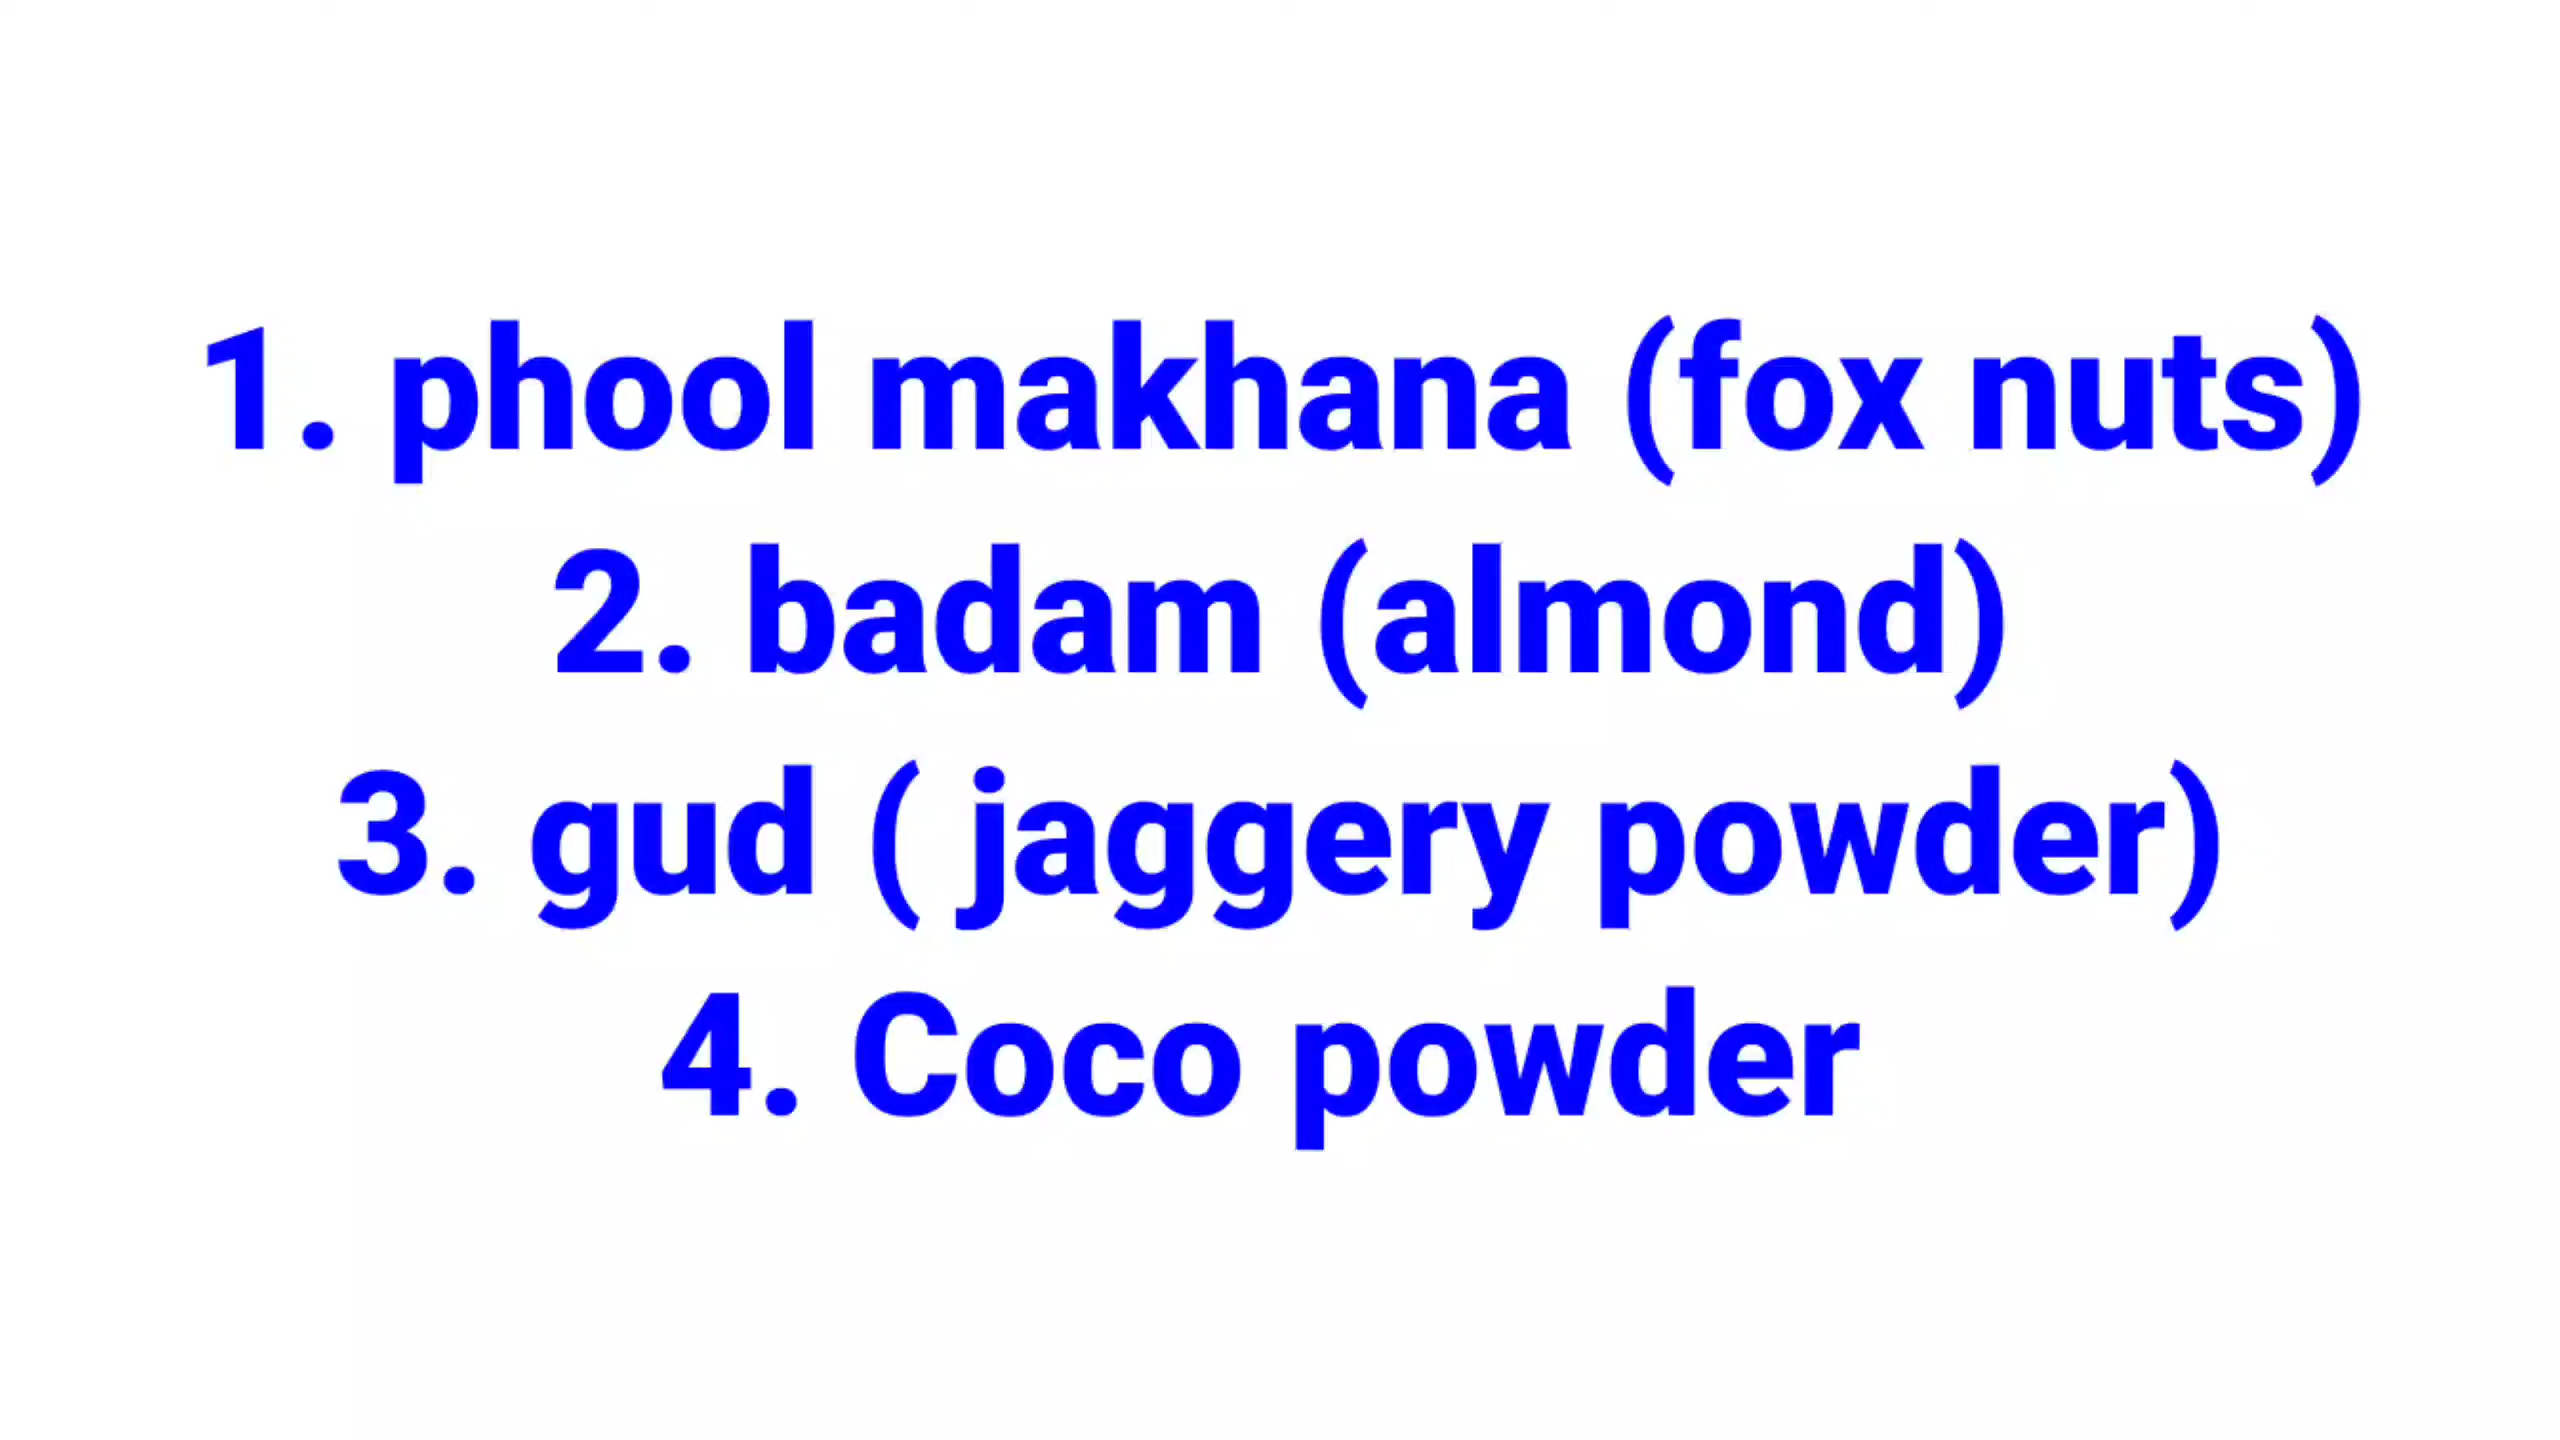 1. phool makhana (fox nuts)
2. badam (almond)
3. gud ( jaggery powder)
4. Coco powder